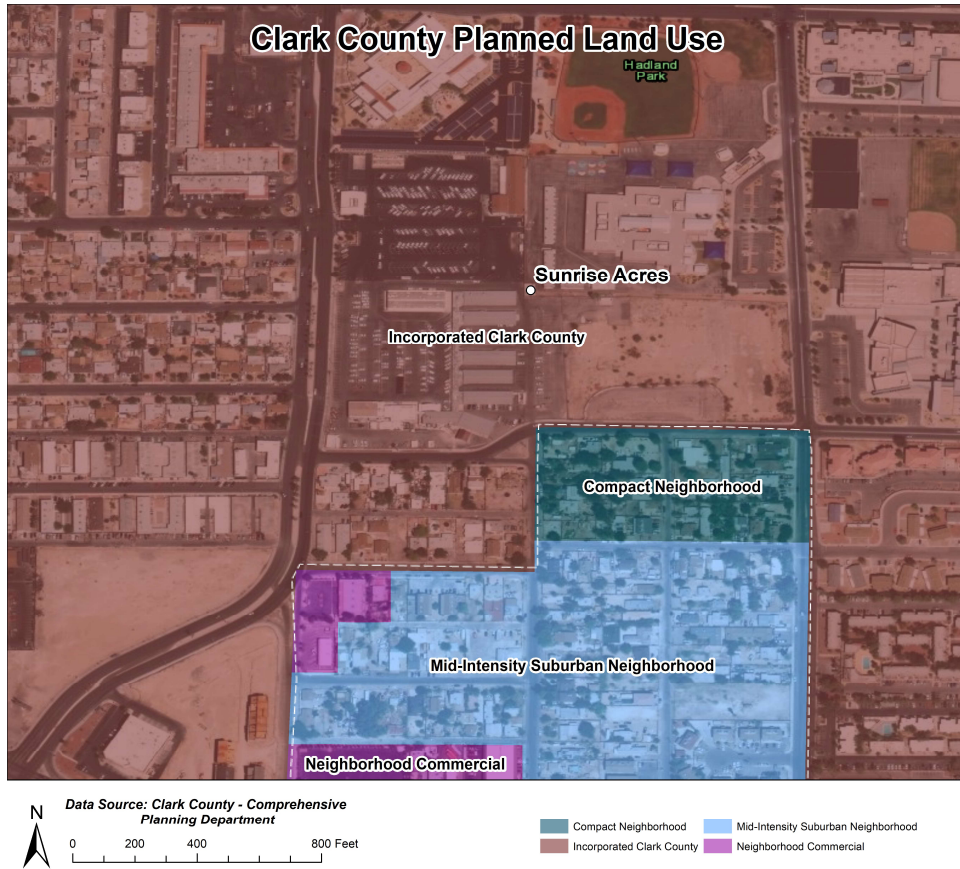 Clark County Planned Land Use
Hadland
Park
Sunrise Acres
Incorporated Clark County
Compact Neighborhood
Mid-Intensity Suburban Neighborhood
Neighborhood Commercial
N
Data Source: Clark County - Comprehensive
Planning Department
0 200 400 800 Feet
Compact Neighborhood
Mid-Intensity Suburban Neighborhood
Incorporated Clark County
Neighborhood Commercial